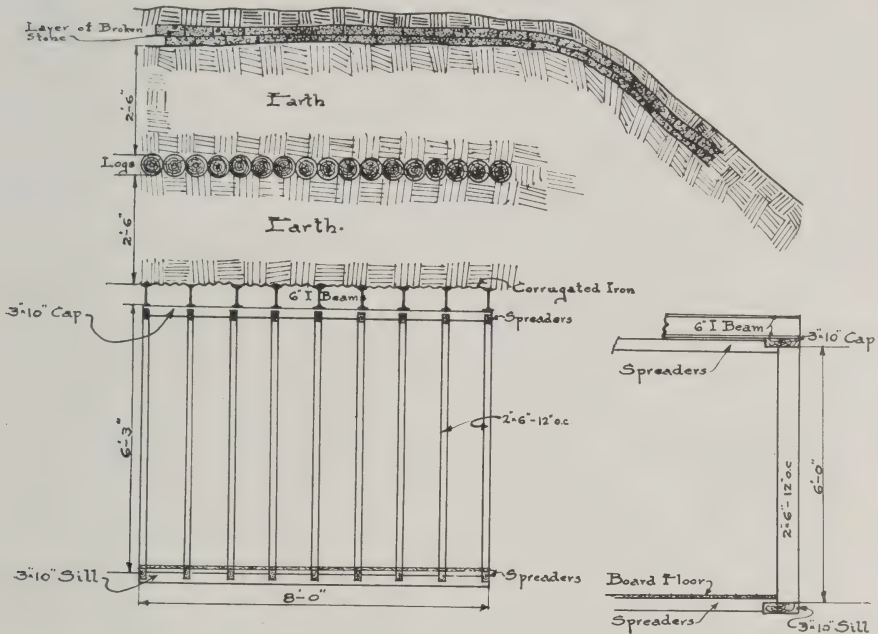 Layer of Broken
Stone
Earth
2'-6"
Logs
2'-6"
Earth.
Corrugated Iron
6" I Beam
3"×10" Cap
Spreaders
6'-3"
2"×6"-12" o.c.
3"×10" Sill
Spreaders
8'-0"
6" I Beam
3"×10" Cap
Spreaders
2"×6"-12" o.c
6'-0"
Board Floor
Spreaders
3"×10" Sill